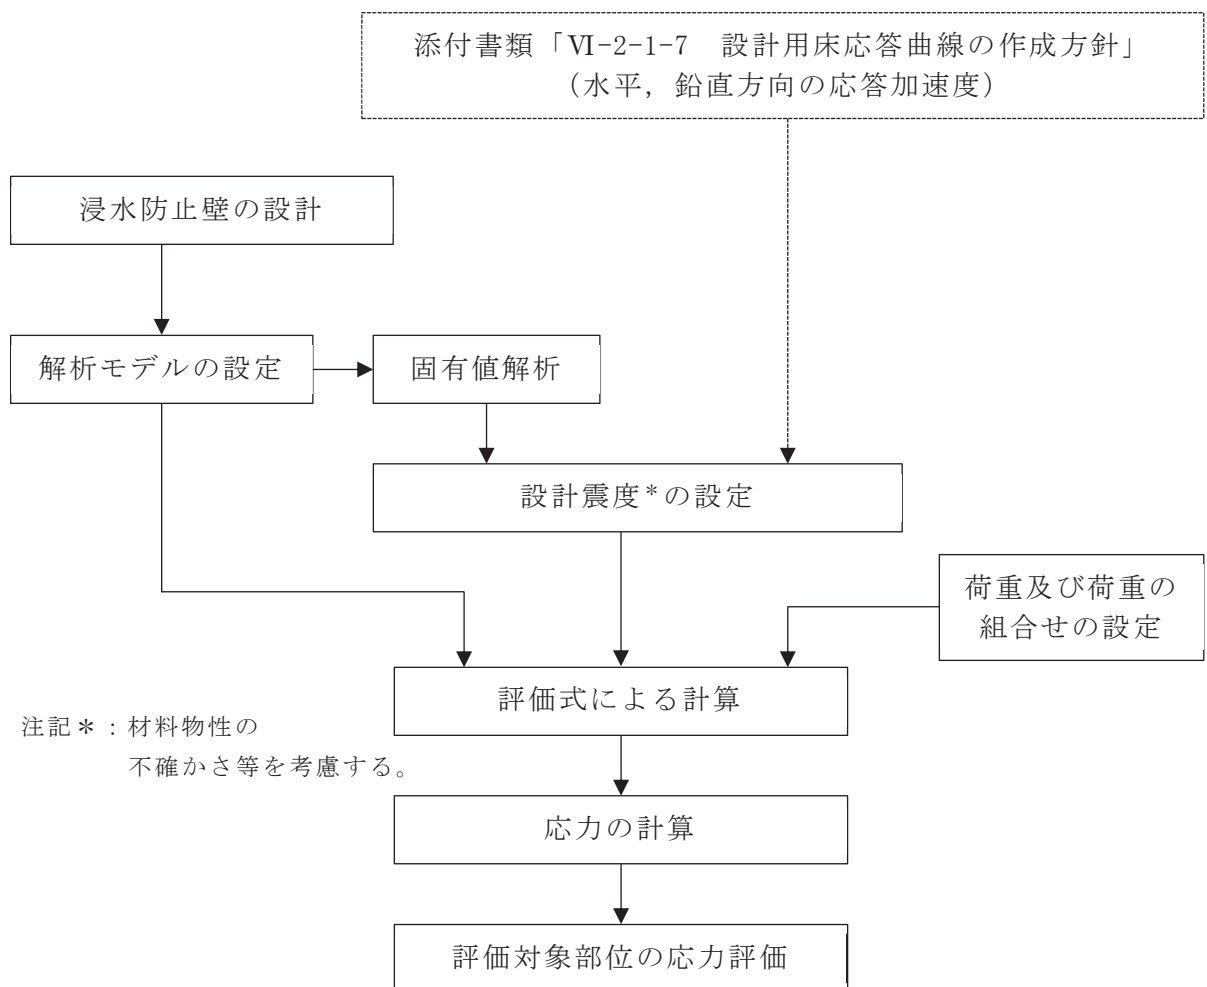 添付書類「Ⅵ-2-1-7 設計用床応答曲線の作成方針」
(水平,鉛直方向の応答加速度)
浸水防止壁の設計
解析モデルの設定
固有値解析
設計震度*の設定
荷重及び荷重の
組合せの設定
評価式による計算
注記*:材料物性の
不確かさ等を考慮する。
応力の計算
評価対象部位の応力評価